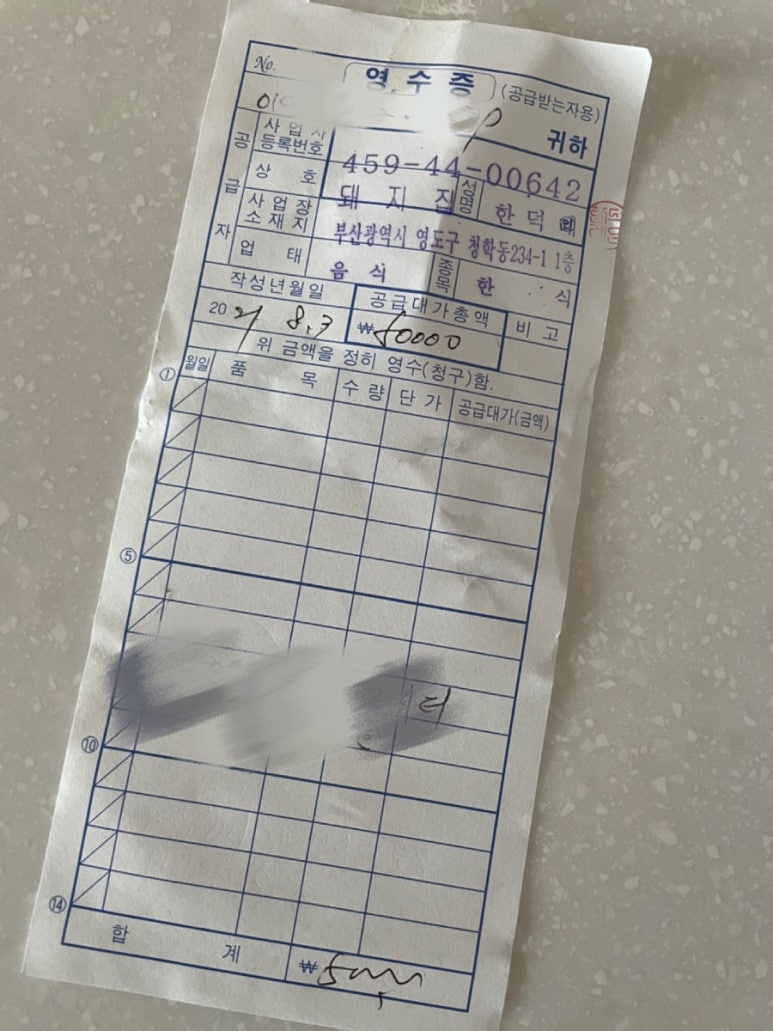 No.
영 수 증 (공급받는자용)
귀하
공급자
사업자등록번호 459-44-00642
상 호 돼 지 집 성명 한 덕
사업장소재지 부산광역시 영도구 청학동234-1 1층
업 태 음 식 종목 한 식
작성년월일 공급대가총액 비 고
2021 8.3 ₩50000
위 금액을 정히 영수(청구)함.
월일 품 목 수 량 단 가 공급대가(금액)
①
⑤
⑩
⑭
합 계 ₩